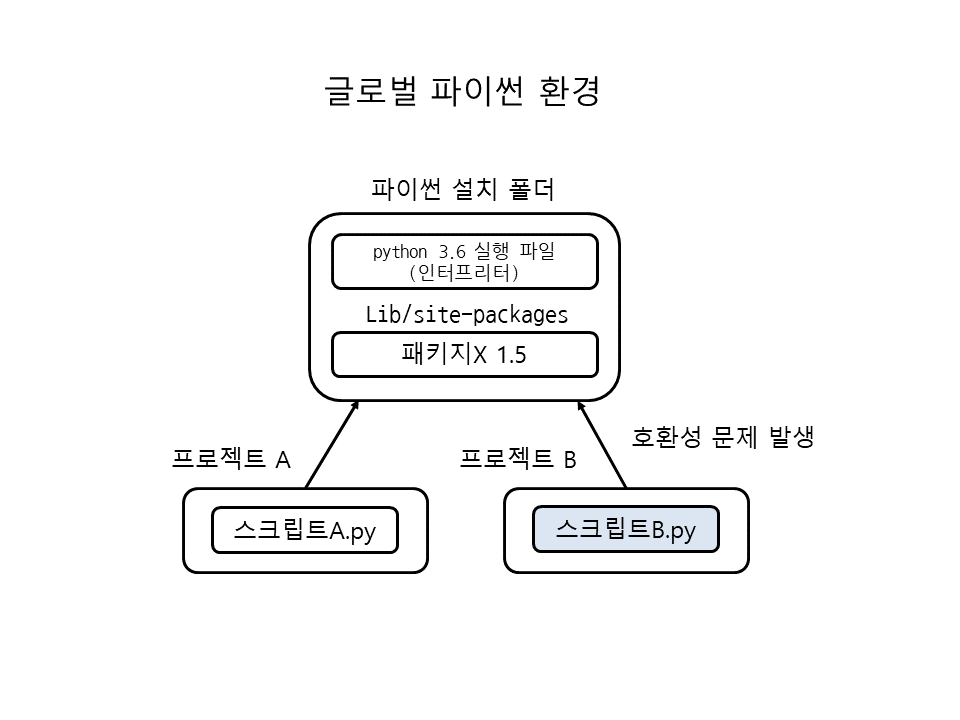 글로벌 파이썬 환경
파이썬 설치 폴더
python 3.6 실행 파일
(인터프리터)
Lib/site-packages
패키지X 1.5
호환성 문제 발생
프로젝트 A
프로젝트 B
스크립트A.py
스크립트B.py